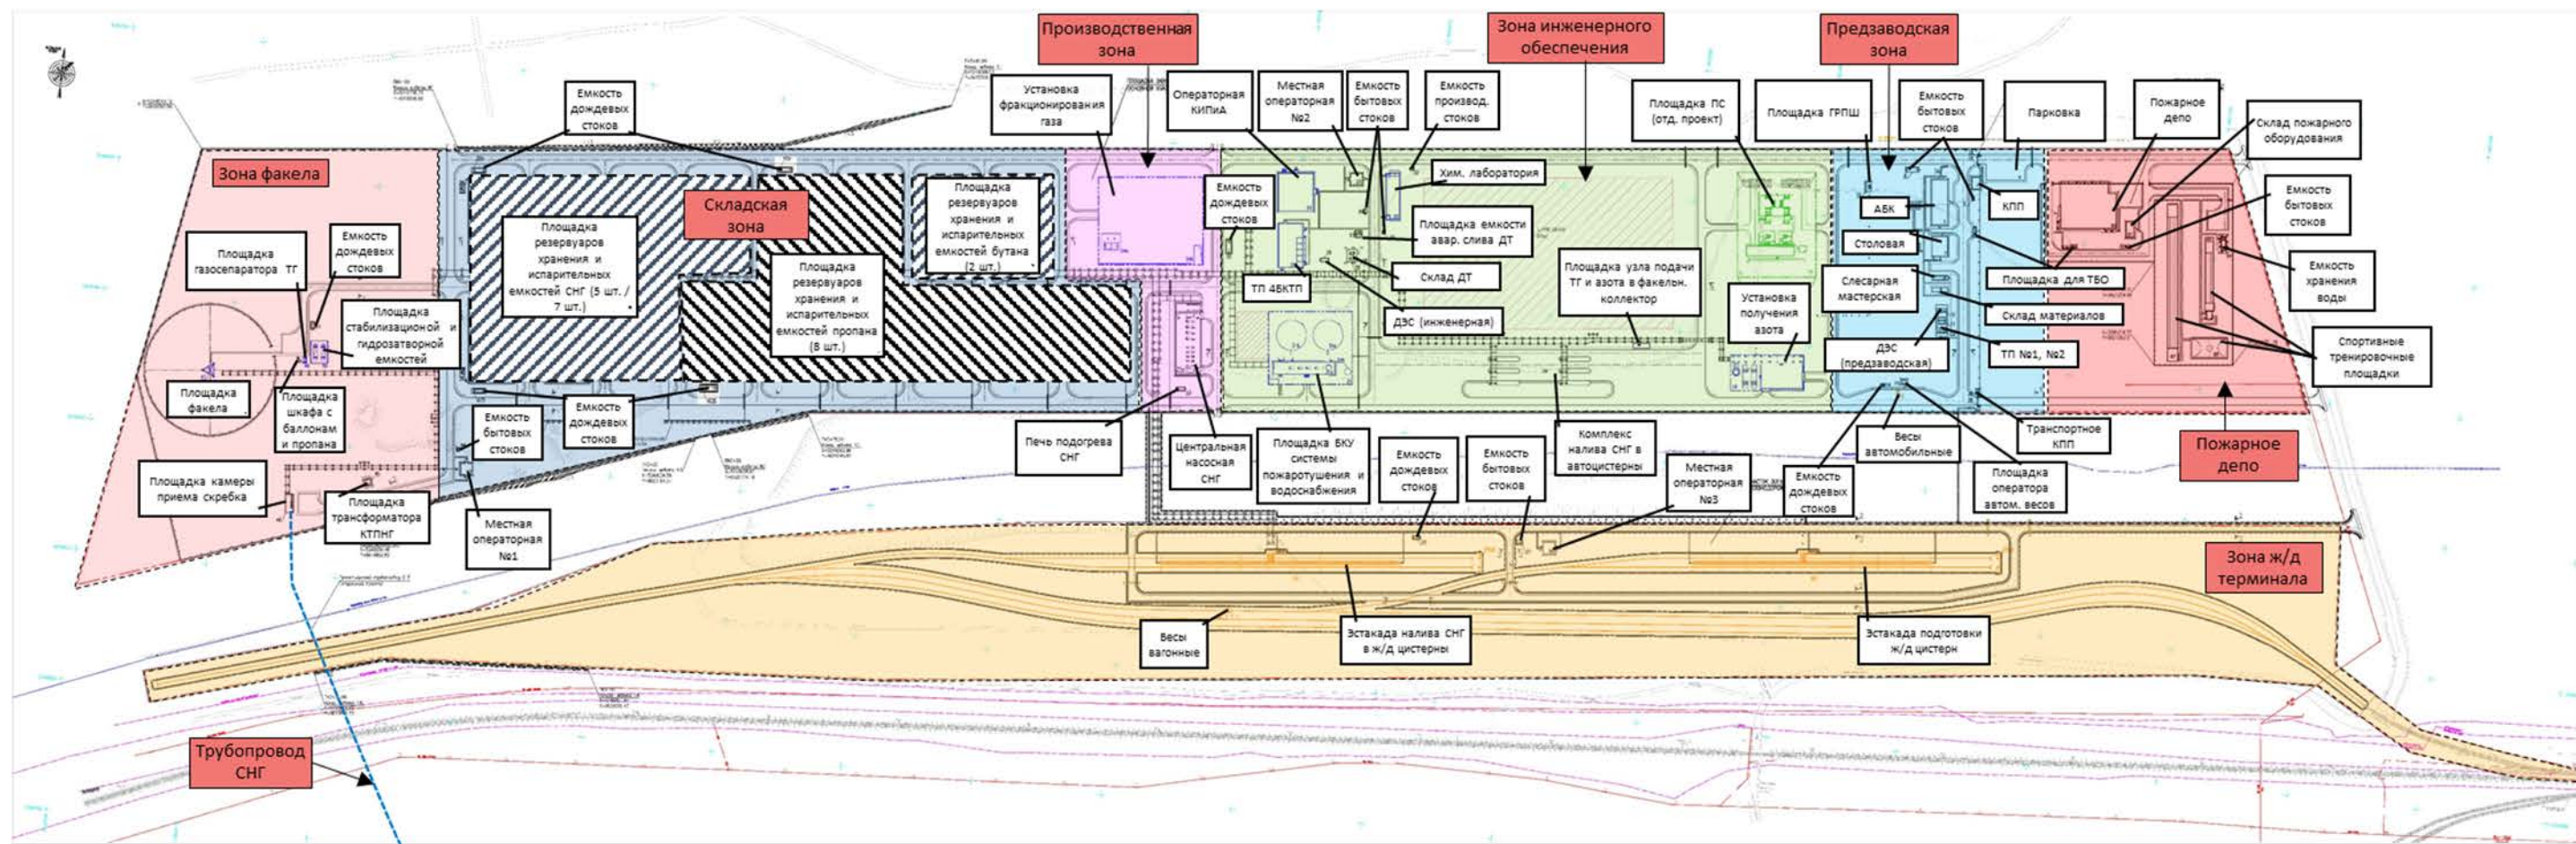 Производственная
зона
Зона инженерного
обеспечения
Предзаводская
зона
Емкость
дождевых
стоков
Установка
фракционирования
газа
Операторная
КИПиА
Местная
операторная
№2
Емкость
бытовых
стоков
Емкость
производ.
стоков
Площадка ПС
(отд. проект)
Площадка ГРПШ
Емкость
бытовых
стоков
Парковка
Пожарное
депо
Склад пожарного
оборудования
Зона факела
Складская
зона
Площадка
резервуаров
хранения и
испарительных
емкостей СНГ (5 шт. /
7 шт.)
Площадка
резервуаров
хранения и
испарительных
емкостей пропана
(8 шт.)
Площадка
резервуаров
хранения и
испарительных
емкостей бутана
(2 шт.)
Емкость
дождевых
стоков
Хим. лаборатория
Площадка емкости
авар. слива ДТ
Склад ДТ
ТП 4БКТП
ДЭС (инженерная)
Площадка узла подачи
ТГ и азота в факельн.
коллектор
Установка
получения
азота
АБК
КПП
Столовая
Слесарная
мастерская
Площадка для ТБО
Склад материалов
ДЭС
(предзаводская)
ТП №1, №2
Емкость
бытовых
стоков
Емкость
хранения
воды
Спортивные
тренировочные
площадки
Площадка
газосепаратора ТГ
Емкость
дождевых
стоков
Площадка
стабилизационой и
гидрозатворной
емкостей
Площадка
факела
Площадка
шкафа с
баллонам
и пропана
Емкость
бытовых
стоков
Емкость
дождевых
стоков
Площадка камеры
приема скребка
Площадка
трансформатора
КТПНГ
Местная
операторная
№1
Печь подогрева
СНГ
Центральная
насосная
СНГ
Площадка БКУ
системы
пожаротушения и
водоснабжения
Емкость
дождевых
стоков
Емкость
бытовых
стоков
Комплекс
налива СНГ в
автоцистерны
Местная
операторная
№3
Емкость
дождевых
стоков
Весы
автомобильные
Площадка
оператора
автом. весов
Транспортное
КПП
Пожарное
депо
Зона ж/д
терминала
Весы
вагонные
Эстакада налива СНГ
в ж/д цистерны
Эстакада подготовки
ж/д цистерн
Трубопровод
СНГ